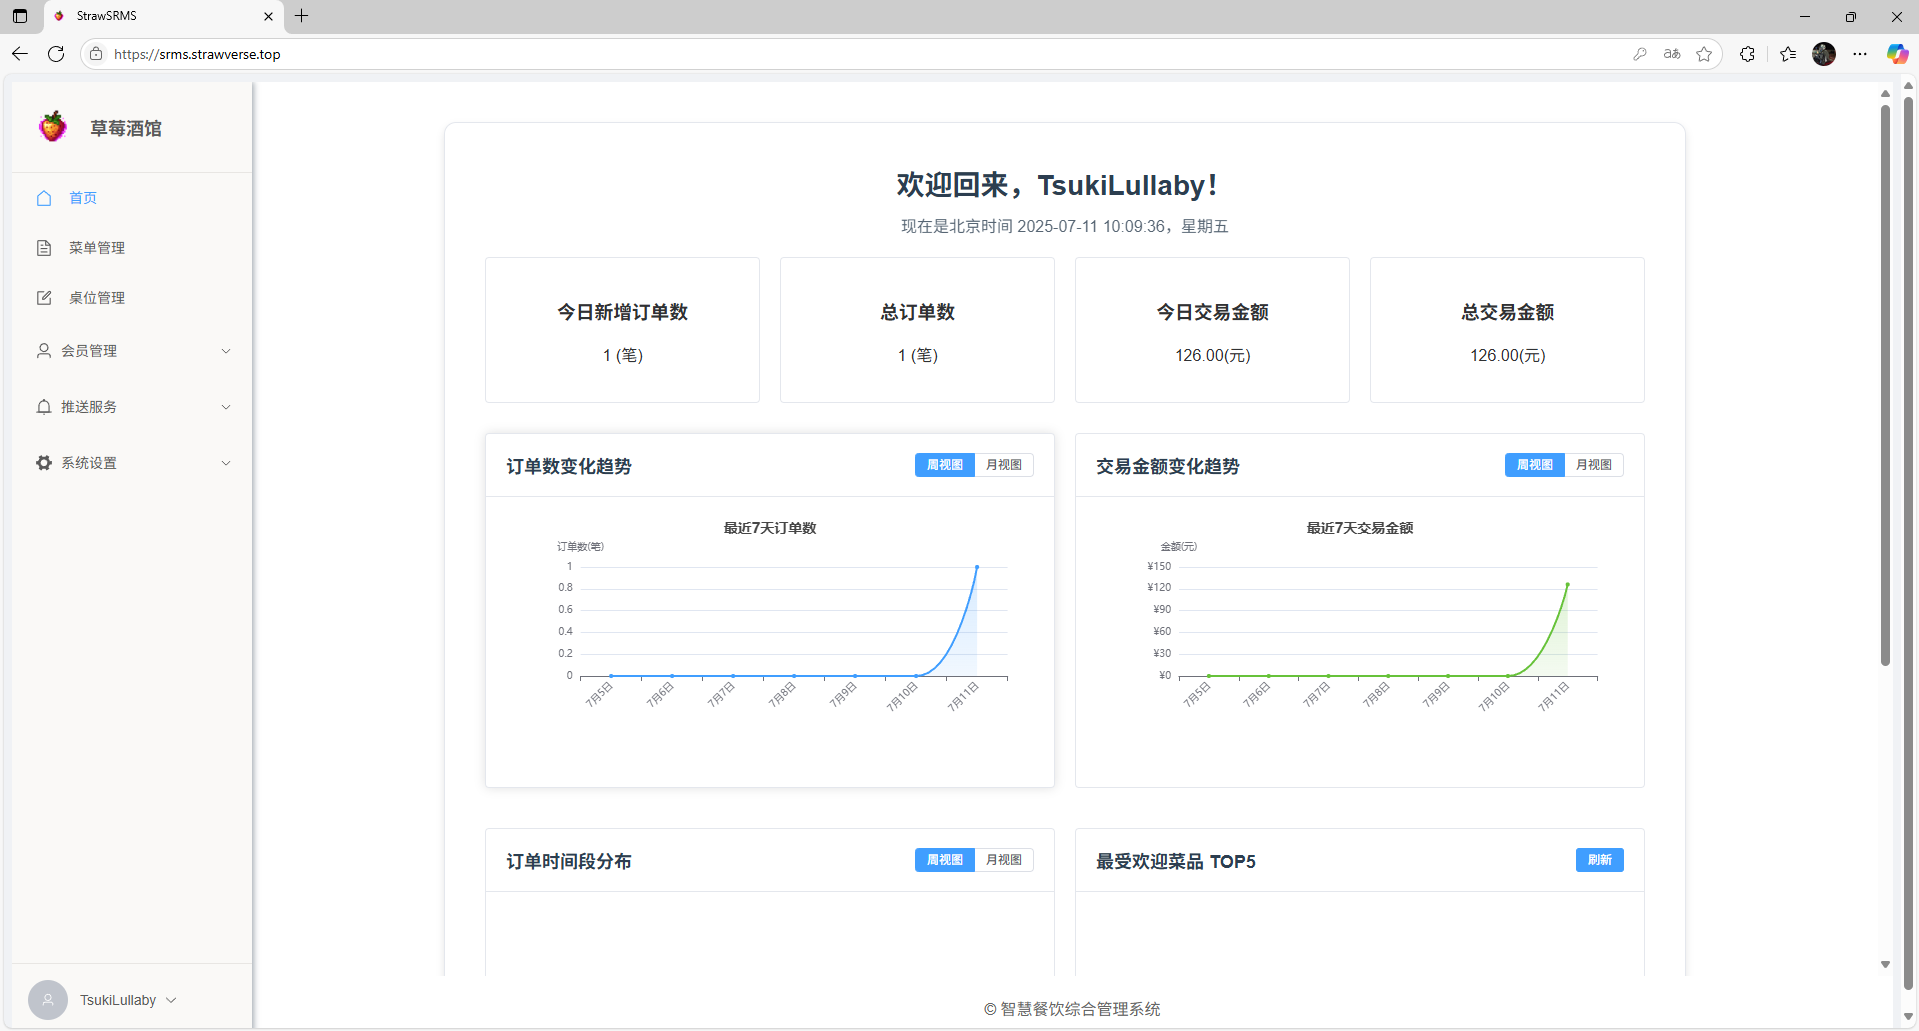 StrawSRMS
https://srms.strawverse.top
草莓酒馆
首页
菜单管理
桌位管理
会员管理
推送服务
系统设置
TsukiLullaby
欢迎回来，TsukiLullaby！
现在是北京时间 2025-07-11 10:09:36，星期五
今日新增订单数
1 (笔)
总订单数
1 (笔)
今日交易金额
126.00(元)
总交易金额
126.00(元)
订单数变化趋势
周视图 月视图
最近7天订单数
订单数(笔)
1
0.8
0.6
0.4
0.2
0
7月5日 7月6日 7月7日 7月8日 7月9日 7月10日 7月11日
交易金额变化趋势
周视图 月视图
最近7天交易金额
金额(元)
¥150
¥120
¥90
¥60
¥30
¥0
7月5日 7月6日 7月7日 7月8日 7月9日 7月10日 7月11日
订单时间段分布
周视图 月视图
最受欢迎菜品 TOP5
刷新
© 智慧餐饮综合管理系统